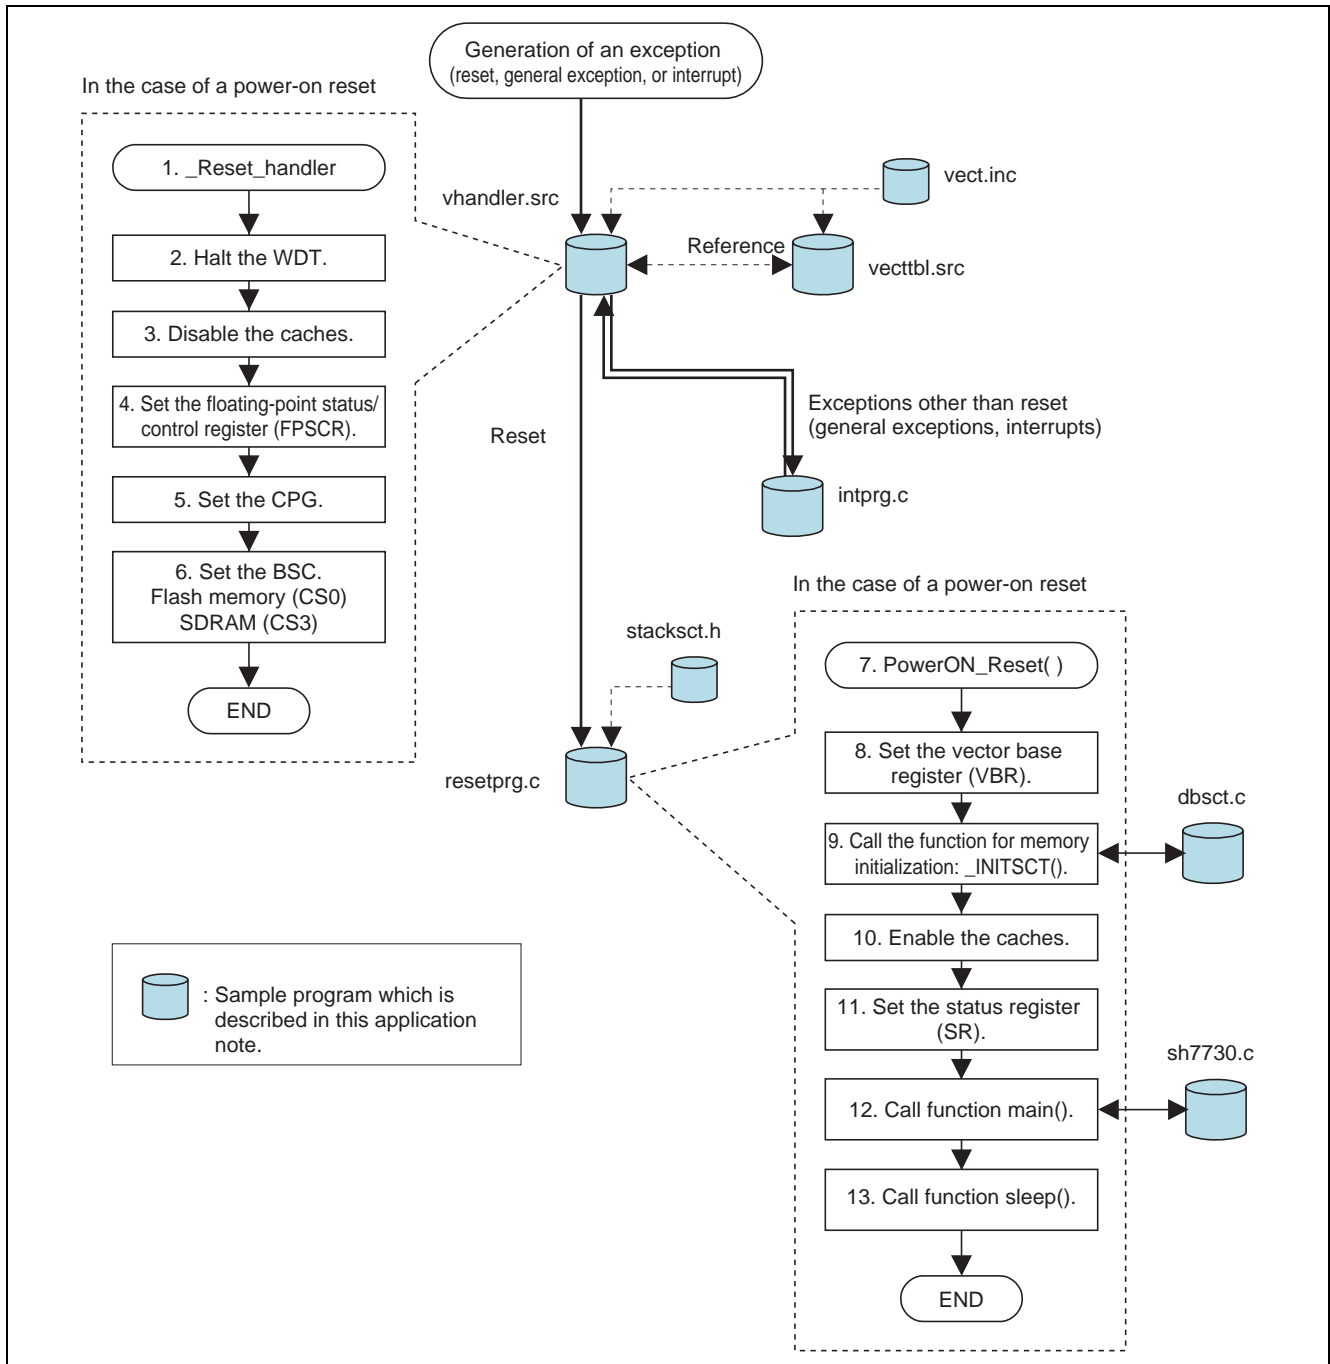 Generation of an exception
(reset, general exception, or interrupt)
In the case of a power-on reset
1. _Reset_handler
2. Halt the WDT.
3. Disable the caches.
4. Set the floating-point status/
control register (FPSCR).
5. Set the CPG.
6. Set the BSC.
Flash memory (CS0)
SDRAM (CS3)
END
vhandler.src
vect.inc
Reference
vecttbl.src
Reset
Exceptions other than reset
(general exceptions, interrupts)
intprg.c
stacksct.h
resetprg.c
In the case of a power-on reset
7. PowerON_Reset( )
8. Set the vector base
register (VBR).
9. Call the function for memory
initialization: _INITSCT().
dbsct.c
10. Enable the caches.
11. Set the status register
(SR).
12. Call function main().
sh7730.c
13. Call function sleep().
END
: Sample program which is
described in this application
note.